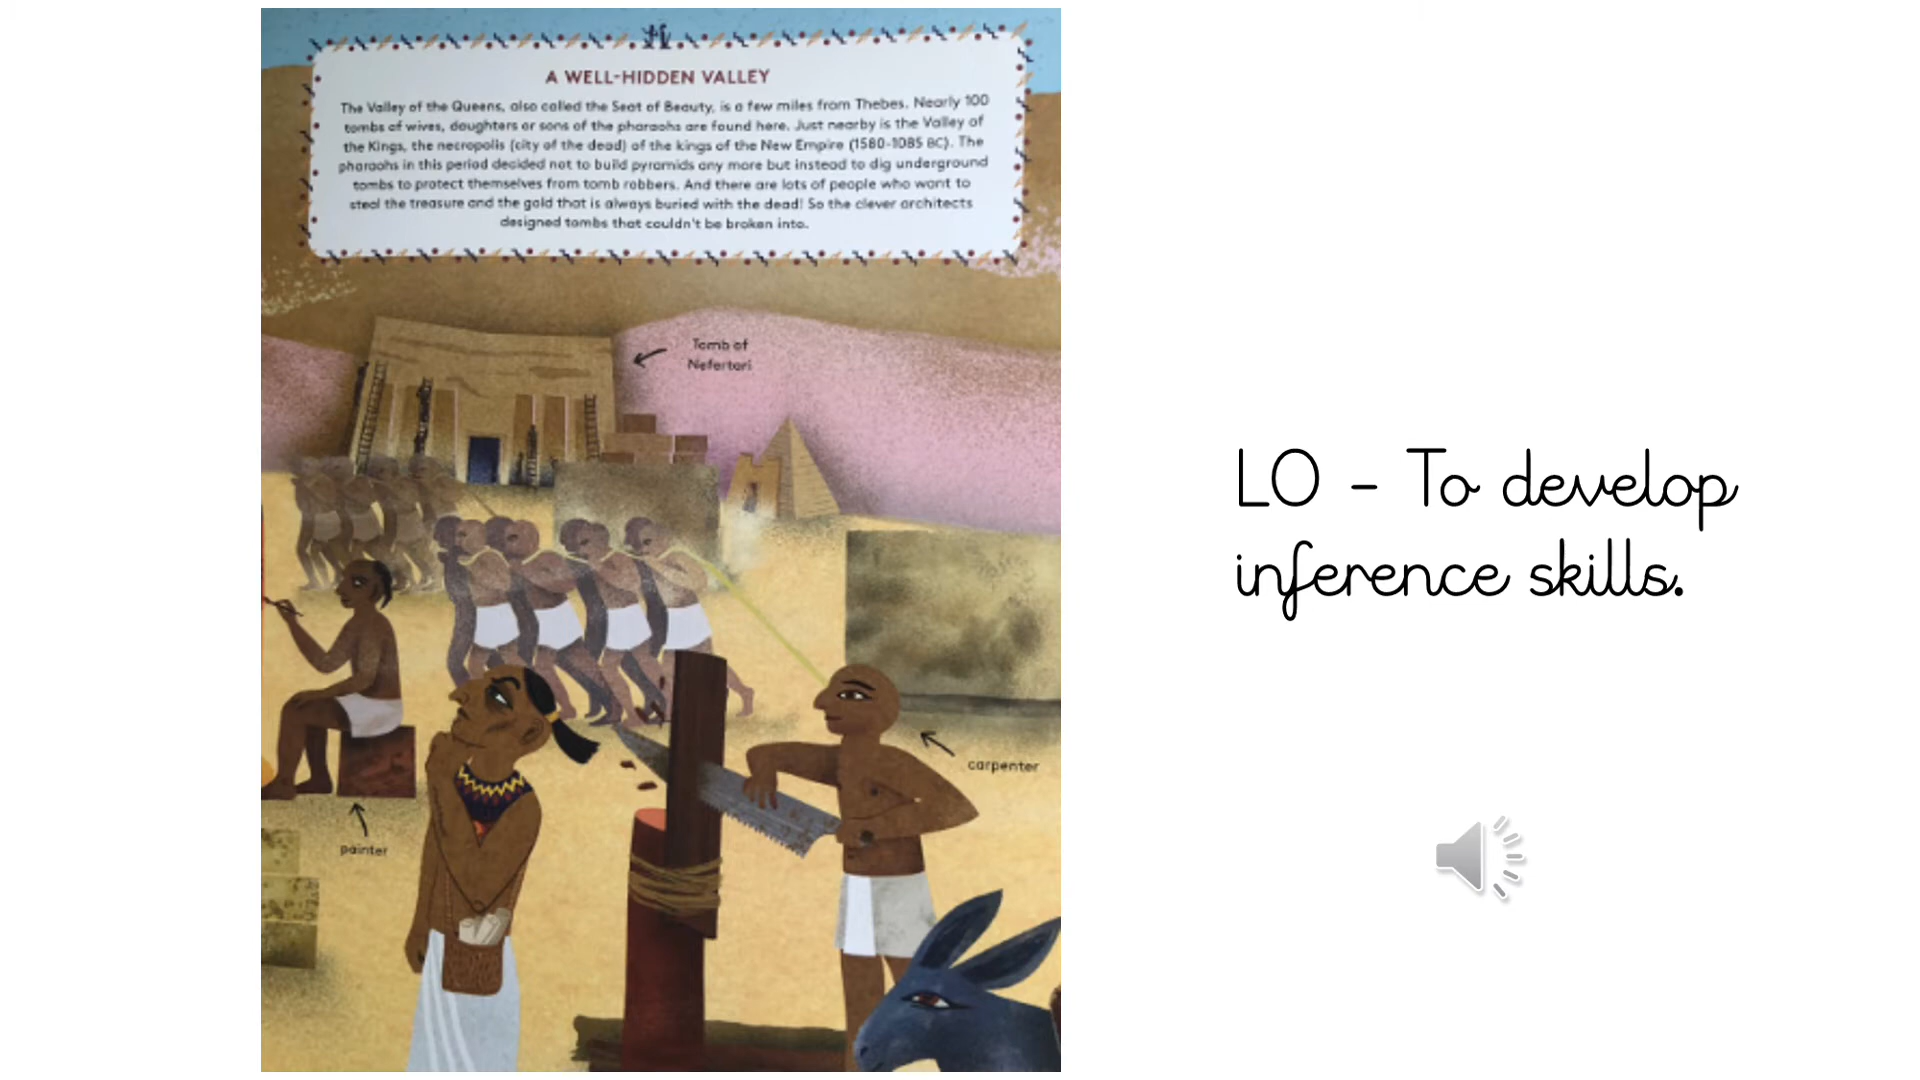 A WELL-HIDDEN VALLEY
The Valley of the Queens, also called the Seat of Beauty, is a few miles from Thebes. Nearly 100
tombs of wives, daughters or sons of the pharaohs are found here. Just nearby is the Valley of
the Kings, the necropolis (city of the dead) of the kings of the New Empire (1580-1085 BC). The
pharaohs in this period decided not to build pyramids any more but instead to dig underground
tombs to protect themselves from tomb robbers. And there are lots of people who want to
steal the treasure and the gold that is always buried with the dead! So the clever architects
designed tombs that couldn't be broken into.
Tomb of
Nefertari
carpenter
painter
LO - To develop
inference skills.